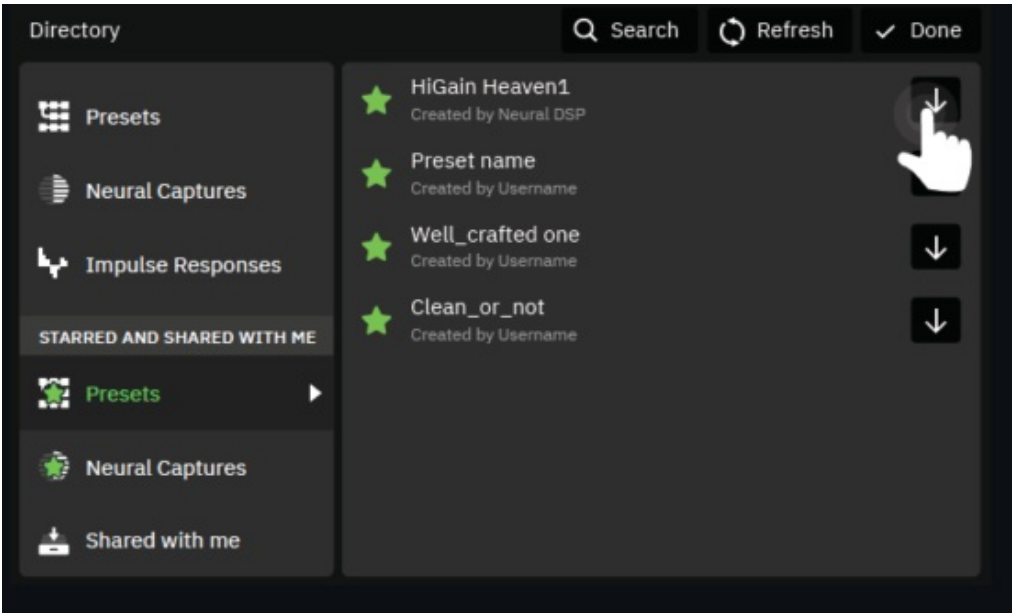 Directory
Search
Refresh
Done
Presets
Neural Captures
Impulse Responses
STARRED AND SHARED WITH ME
Presets
Neural Captures
Shared with me
HiGain Heaven1
Created by Neural DSP
Preset name
Created by Username
Well_crafted one
Created by Username
Clean_or_not
Created by Username